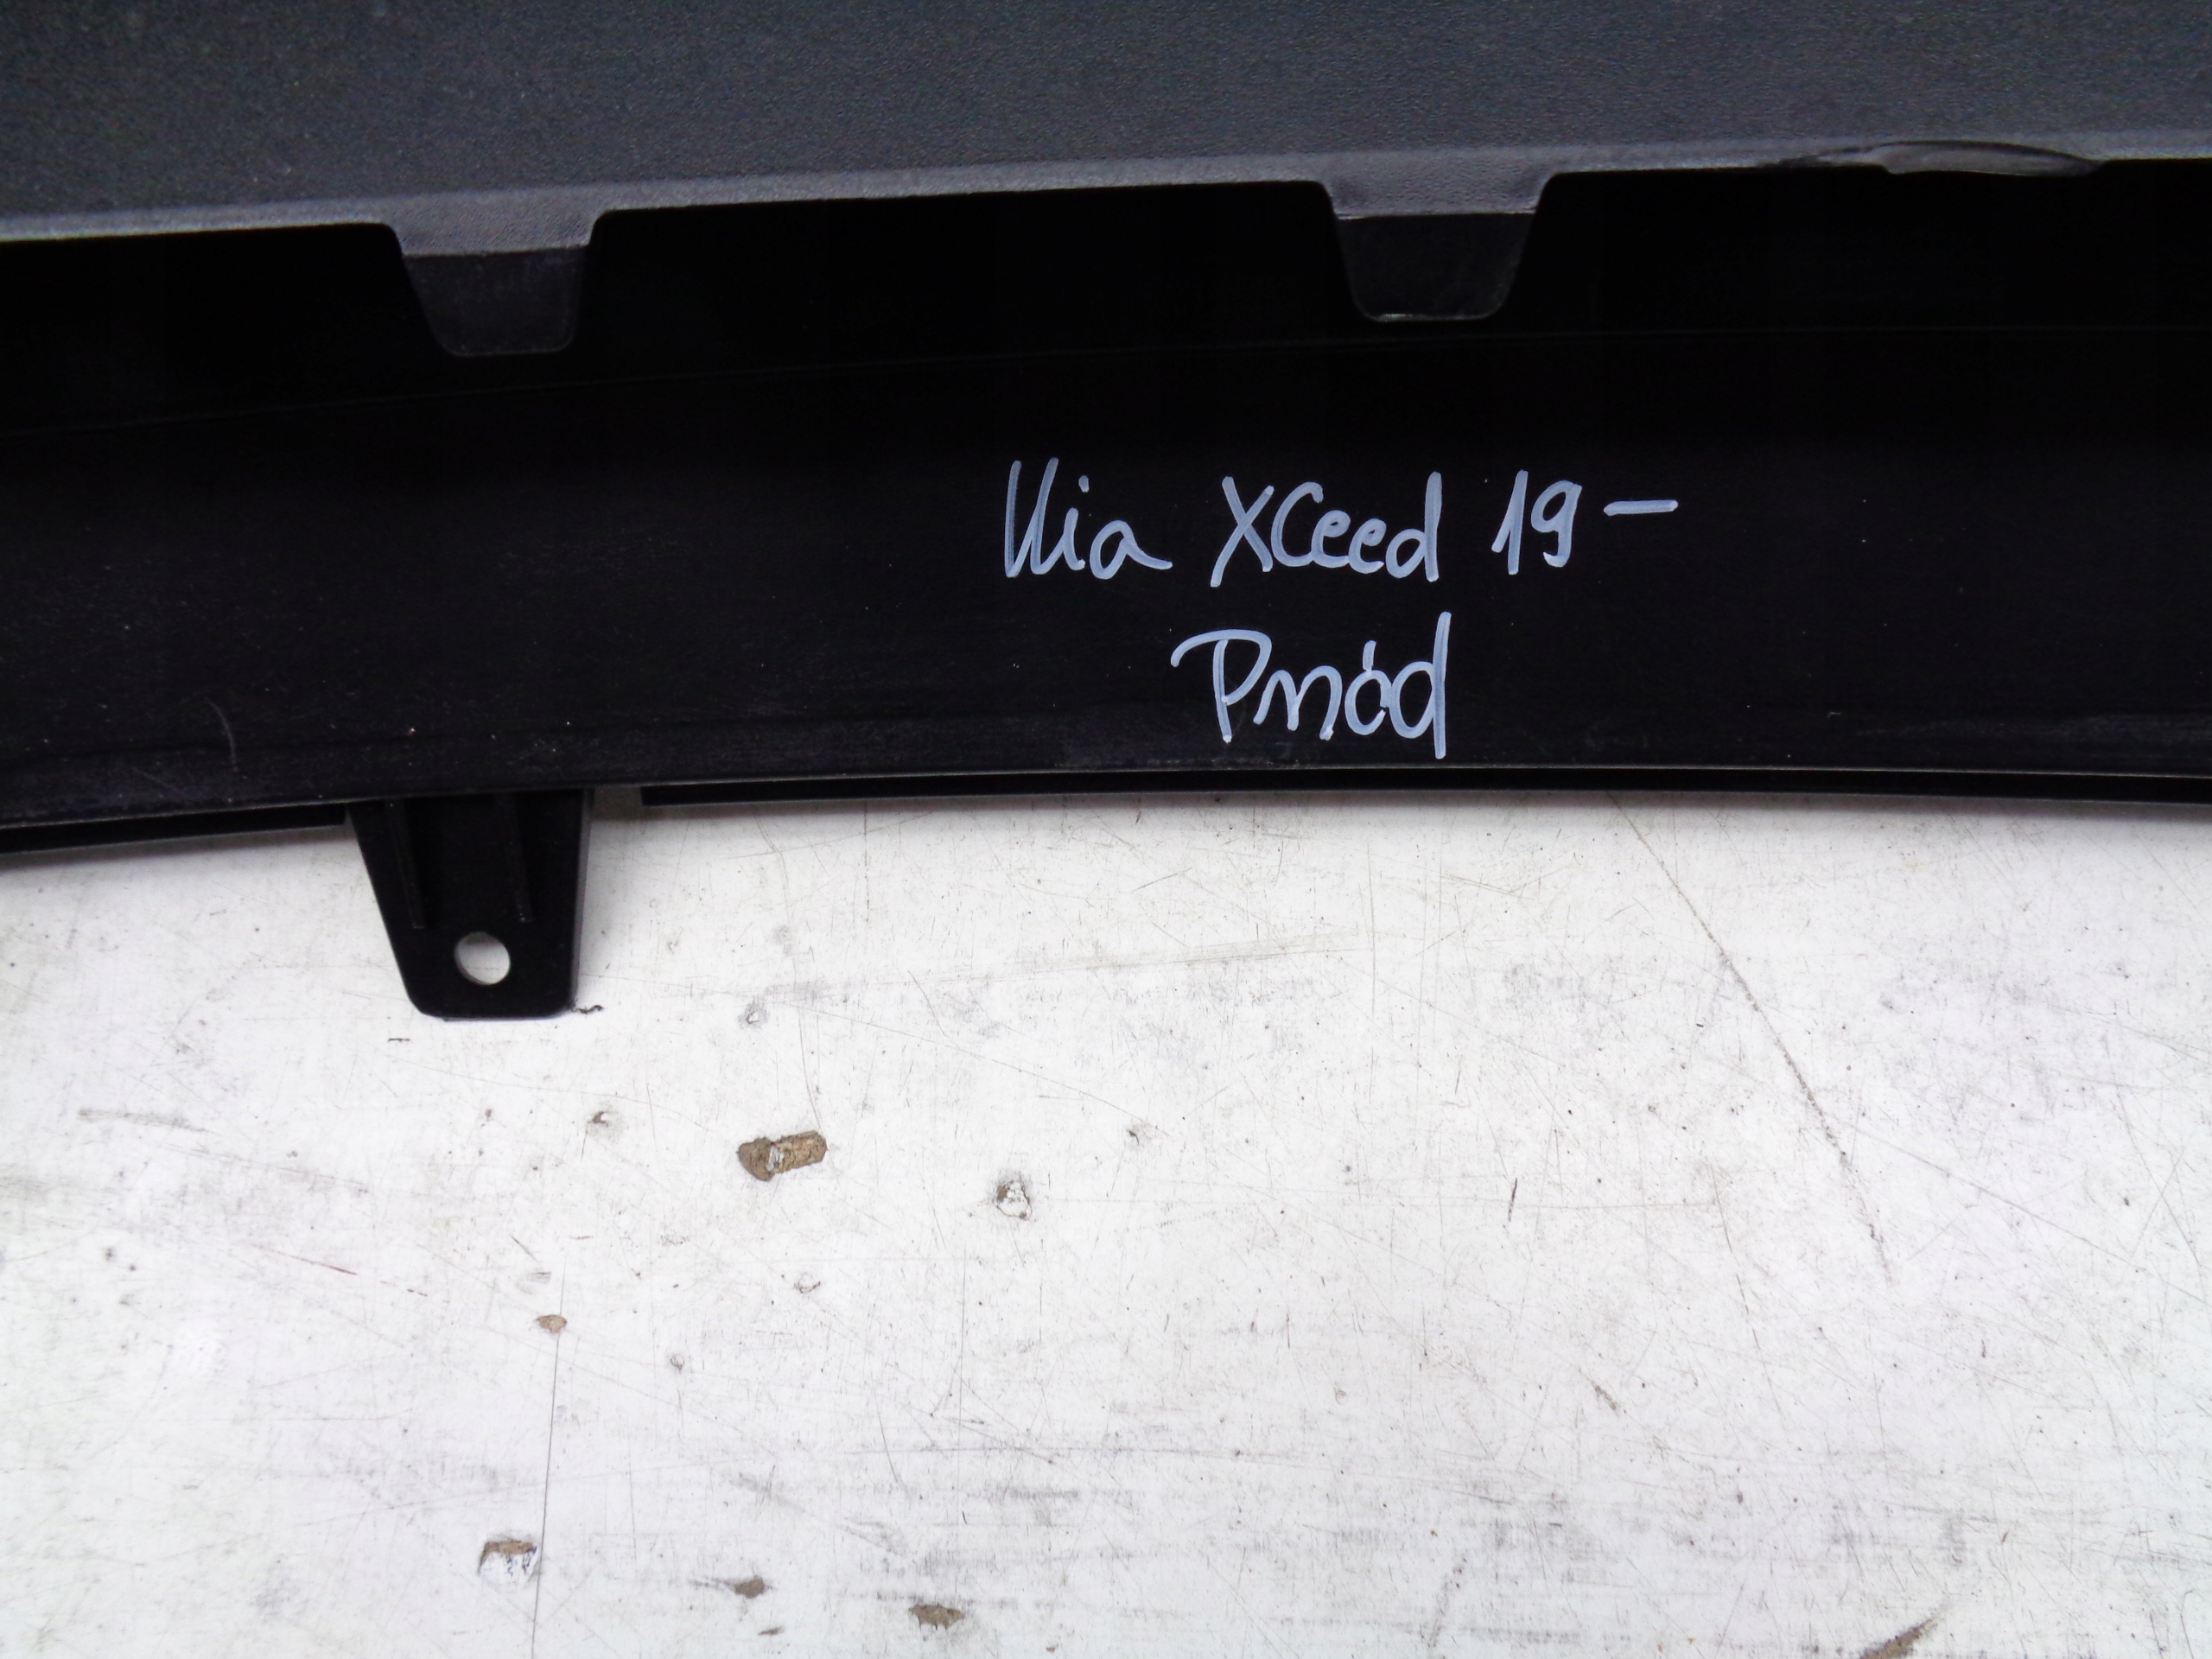 Kia XCeed 19-
Przód